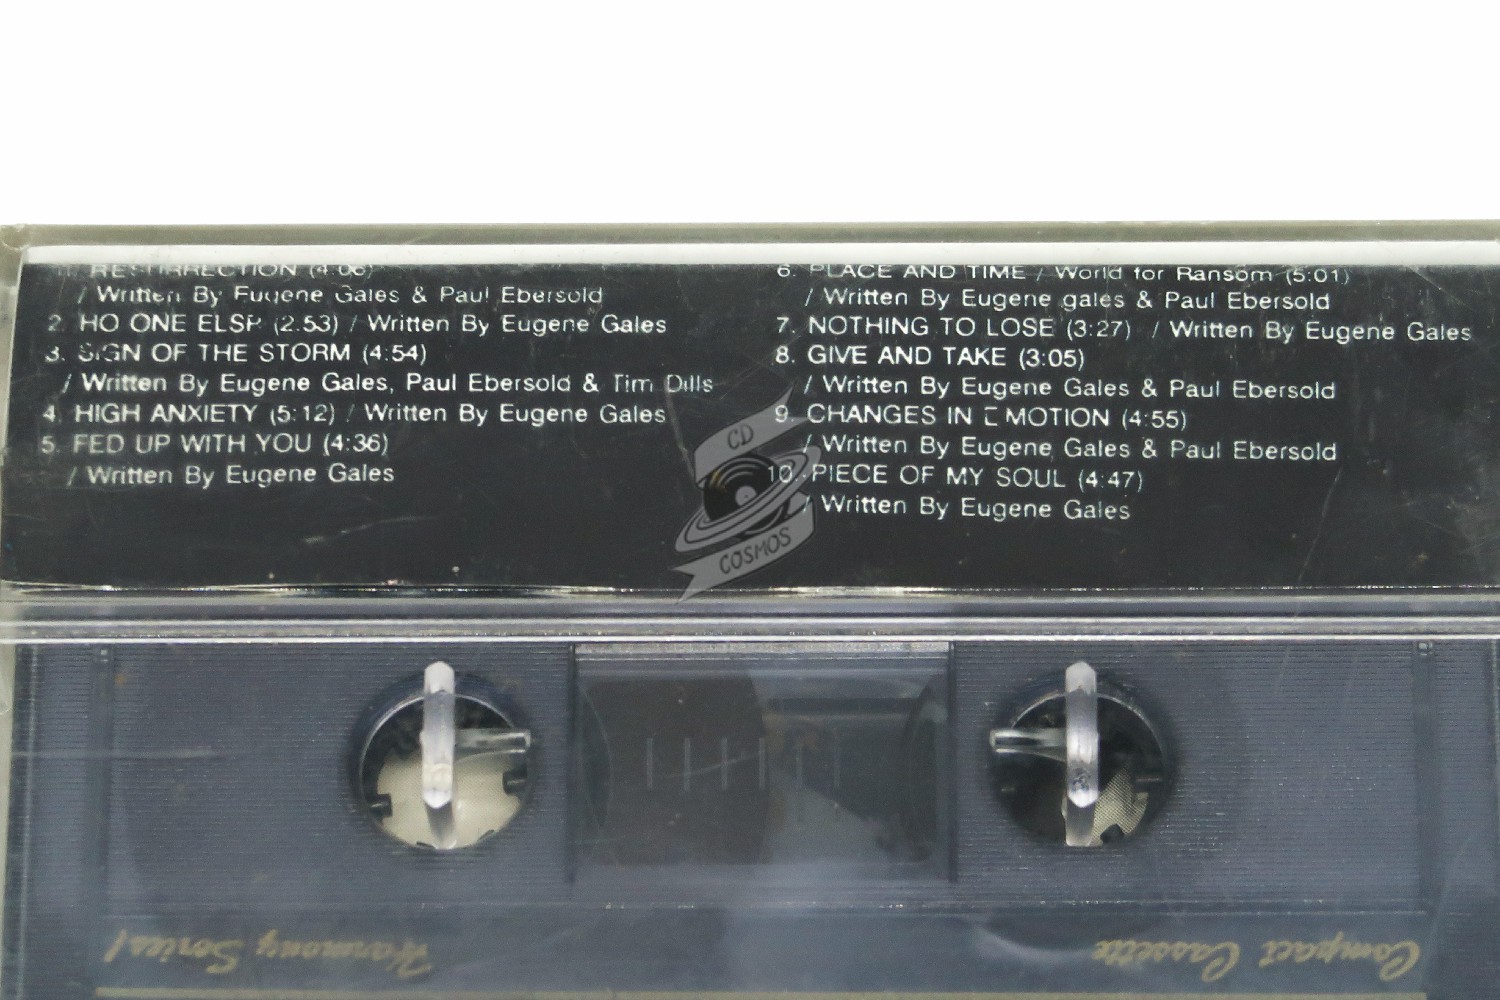 1. RESURRECTION (4:06)
/ Written By Eugene Gales & Paul Ebersold
2. HO ONE ELSE (2:53) / Written By Eugene Gales
3. SIGN OF THE STORM (4:54)
/ Written By Eugene Gales, Paul Ebersold & Tim Dills
4. HIGH ANXIETY (5:12) / Written By Eugene Gales
5. FED UP WITH YOU (4:36)
/ Written By Eugene Gales
6. PLACE AND TIME / World for Ransom (5:01)
/ Written By Eugene gales & Paul Ebersold
7. NOTHING TO LOSE (3:27) / Written By Eugene Gales
8. GIVE AND TAKE (3:05)
/ Written By Eugene Gales & Paul Ebersold
9. CHANGES IN E MOTION (4:55)
/ Written By Eugene Gales & Paul Ebersold
10. PIECE OF MY SOUL (4:47)
/ Written By Eugene Gales
CD
COSMOS
Harmony Series!
Compact Cassette